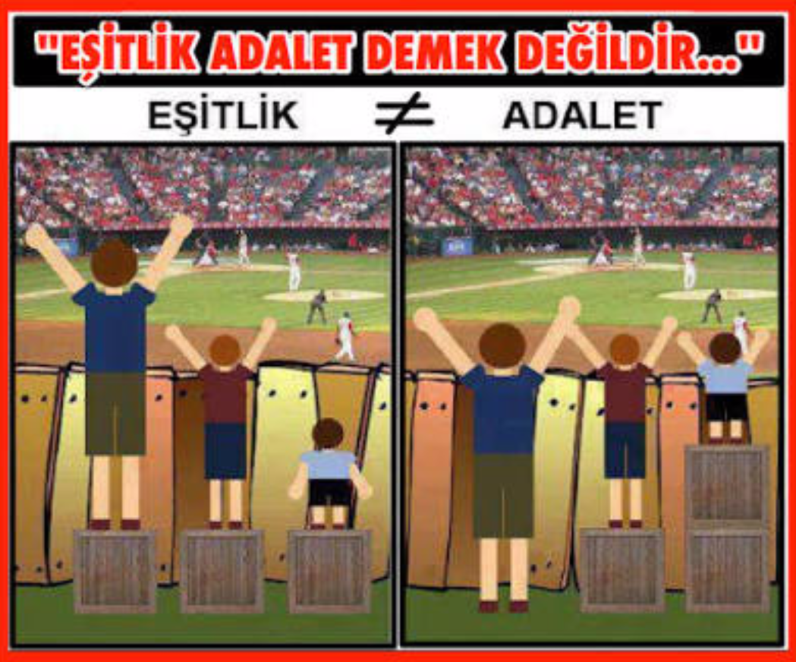 "EŞİTLİK ADALET DEMEK DEĞİLDİR..."
EŞİTLİK ≠ ADALET